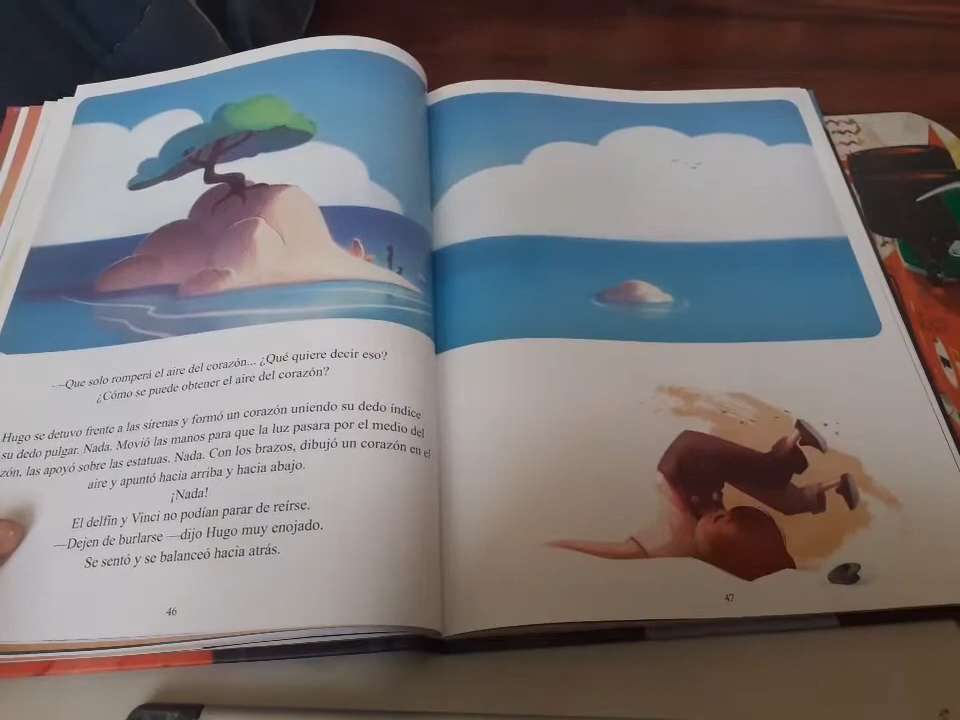 —Que solo romperá el aire del corazón... ¿Qué quiere decir eso?
¿Cómo se puede obtener el aire del corazón?
Hugo se detuvo frente a las sirenas y formó un corazón uniendo su dedo índice
su dedo pulgar. Nada. Movió las manos para que la luz pasara por el medio del
zón, las apoyó sobre las estatuas. Nada. Con los brazos, dibujó un corazón en el
aire y apuntó hacia arriba y hacia abajo.
¡Nada!
El delfín y Vinci no podían parar de reírse.
—Dejen de burlarse —dijo Hugo muy enojado.
Se sentó y se balanceó hacia atrás.
46
47